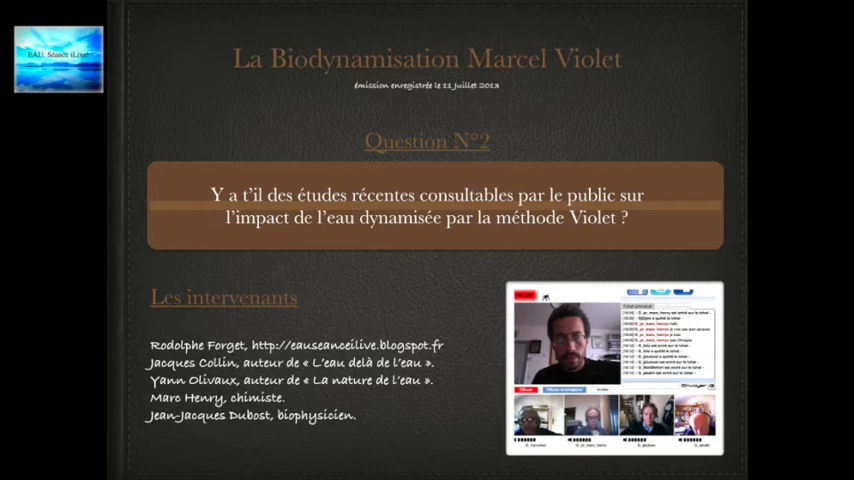 EAU: Séance iLive!
La Biodynamisation Marcel Violet
émission enregistrée le 11 Juillet 2013
Question N°2
Y a t'il des études récentes consultables par le public sur
l'impact de l'eau dynamisée par la méthode Violet ?
Les intervenants
Rodolphe Forget, http://eauseanceilive.blogspot.fr
Jacques Collin, auteur de « L'eau delà de l'eau ».
Yann Olivaux, auteur de « La nature de l'eau ».
Marc Henry, chimiste.
Jean-Jacques Dubost, biophysicien.